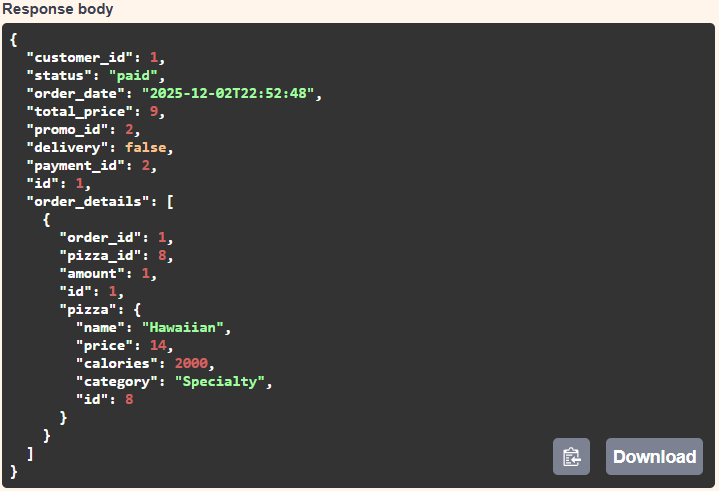 Response body
{
  "customer_id": 1,
  "status": "paid",
  "order_date": "2025-12-02T22:52:48",
  "total_price": 9,
  "promo_id": 2,
  "delivery": false,
  "payment_id": 2,
  "id": 1,
  "order_details": [
    {
      "order_id": 1,
      "pizza_id": 8,
      "amount": 1,
      "id": 1,
      "pizza": {
        "name": "Hawaiian",
        "price": 14,
        "calories": 2000,
        "category": "Specialty",
        "id": 8
      }
    }
  ]
}
Download